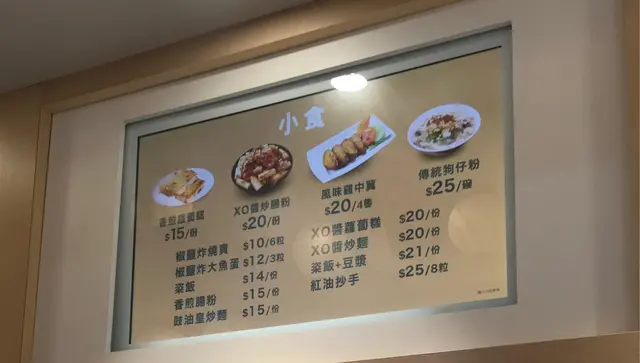 小食
香煎蘿蔔糕
$15/份
XO醬炒腸粉
$20/份
風味雞中翼
$20/4隻
傳統狗仔粉
$25/碗
椒鹽炸燒賣 $10/6粒
椒鹽炸大魚蛋 $12/3粒
粢飯 $14/份
香煎腸粉 $15/份
豉油皇炒麵 $15/份
XO醬蘿蔔糕 $20/份
XO醬炒麵 $20/份
粢飯+豆漿 $21/份
紅油抄手 $25/8粒